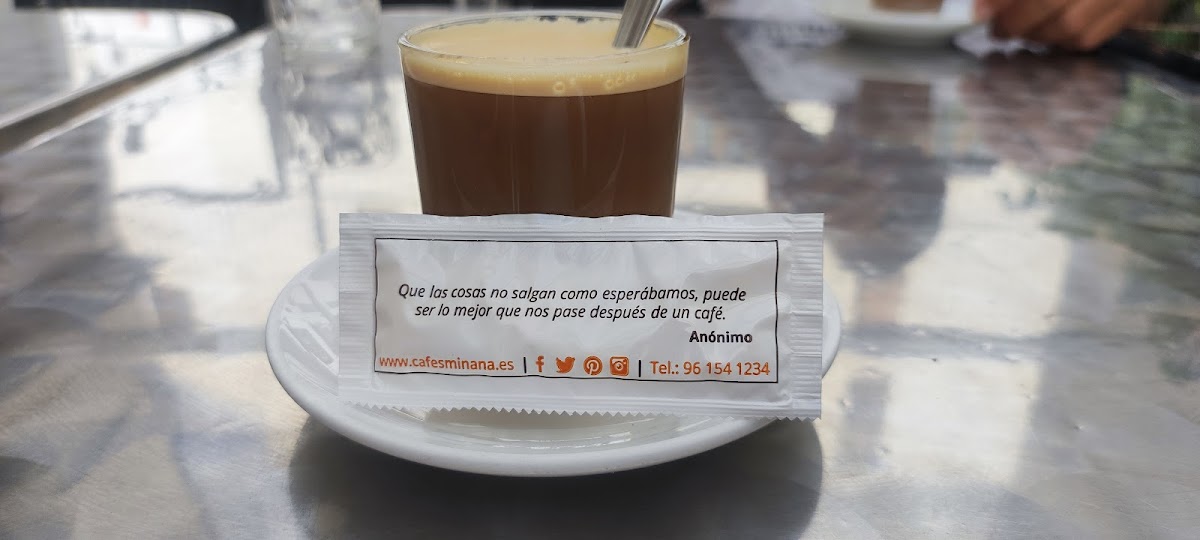 Que las cosas no salgan como esperábamos, puede
ser lo mejor que nos pase después de un café.
Anónimo
www.cafesminana.es | | Tel.: 96 154 1234